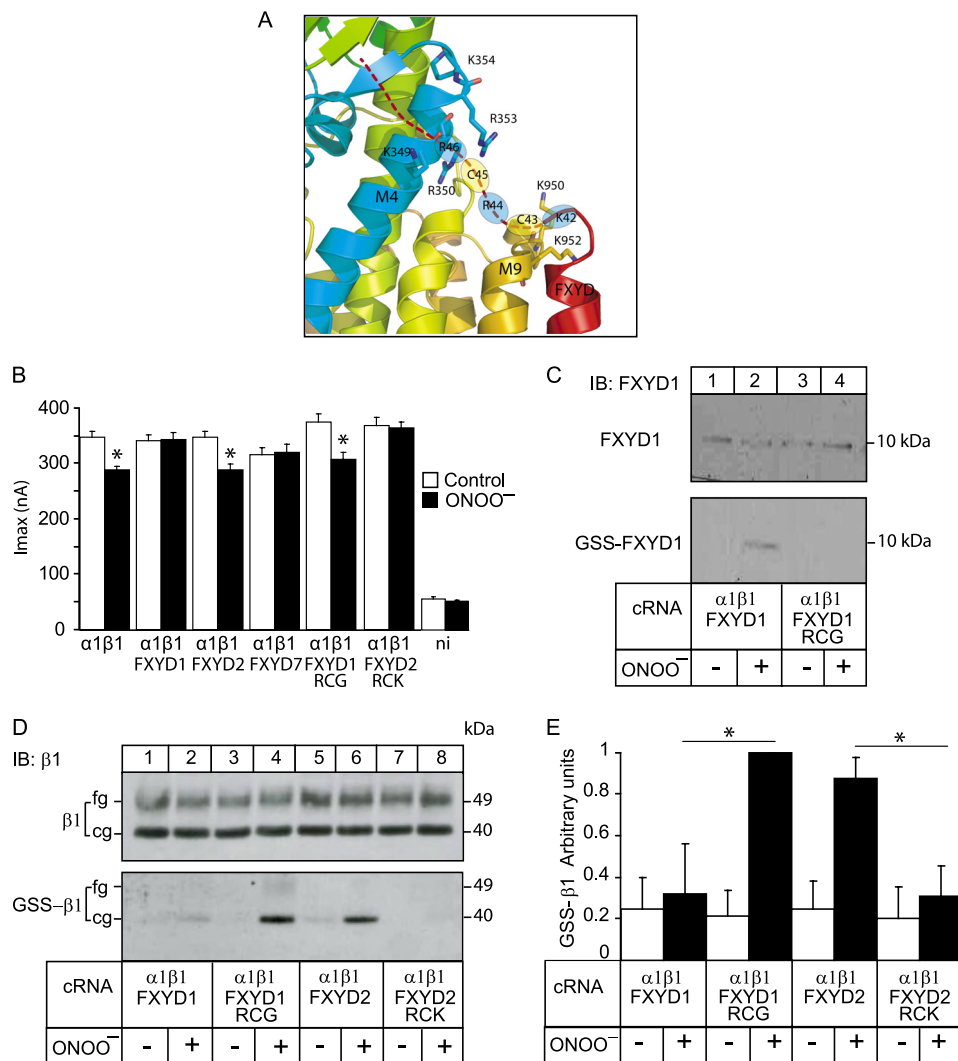 A
K354
R353
K349
R46
C45
R350
M4
R44
K950
C43
K42
K952
M9
FXYD
B
400
350
300
250
200
150
100
50
0
Imax (nA)
*
*
*
Control
ONOO⁻
α1β1
α1β1 FXYD1
α1β1 FXYD2
α1β1 FXYD7
α1β1 FXYD1 RCG
α1β1 FXYD2 RCK
ni
C
IB: FXYD1
1 2 3 4
FXYD1
10 kDa
GSS-FXYD1
10 kDa
cRNA
α1β1 FXYD1
α1β1 FXYD1 RCG
ONOO⁻ - + - +
D
kDa
IB: β1
1 2 3 4 5 6 7 8
β1
fg
49
cg
40
GSS-β1
fg
49
cg
40
cRNA
α1β1 FXYD1
α1β1 FXYD1 RCG
α1β1 FXYD2
α1β1 FXYD2 RCK
ONOO⁻ - + - + - + - +
E
GSS-β1 Arbitrary units
1
0.8
0.6
0.4
0.2
0
*
*
cRNA
α1β1 FXYD1
α1β1 FXYD1 RCG
α1β1 FXYD2
α1β1 FXYD2 RCK
ONOO⁻ - + - + - + - +